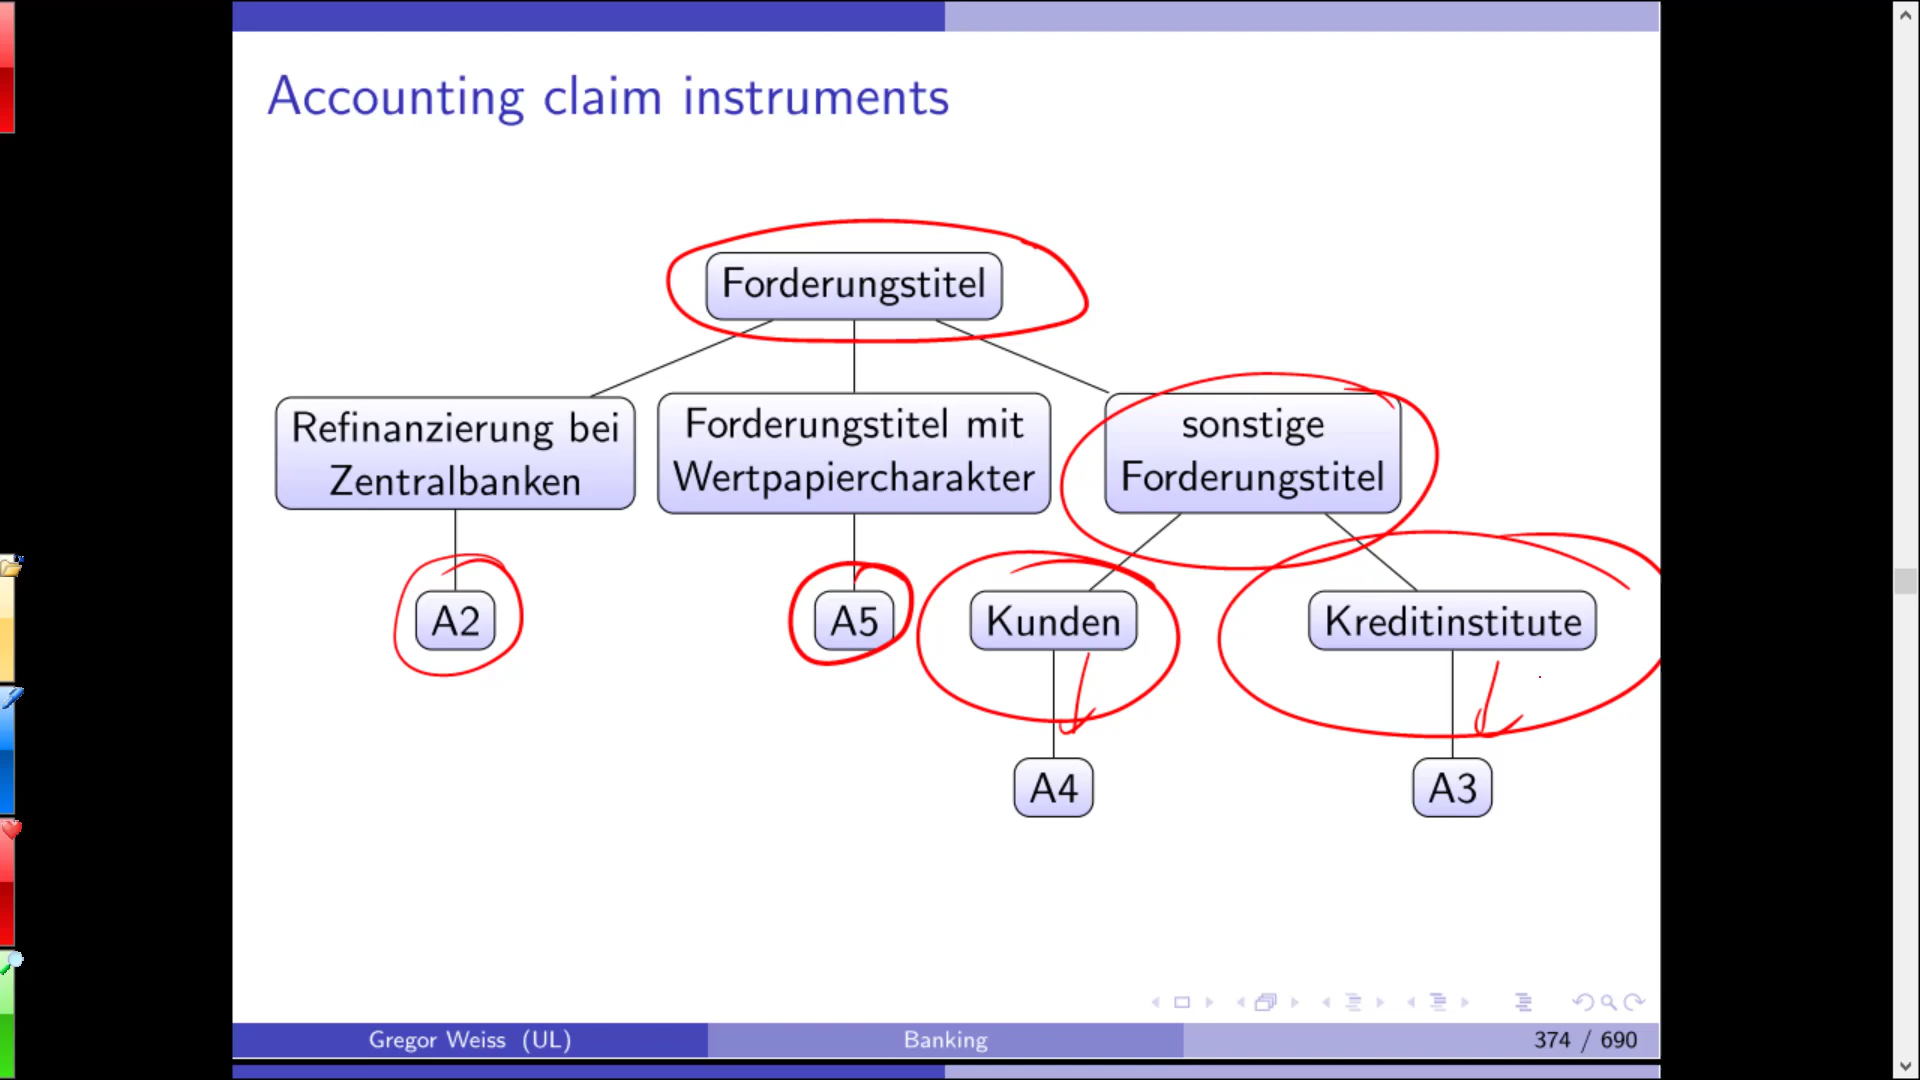 Accounting claim instruments
Forderungstitel
Refinanzierung bei
Zentralbanken
Forderungstitel mit
Wertpapiercharakter
sonstige
Forderungstitel
A2
A5
Kunden
Kreditinstitute
A4
A3
Gregor Weiss (UL)
Banking
374 / 690